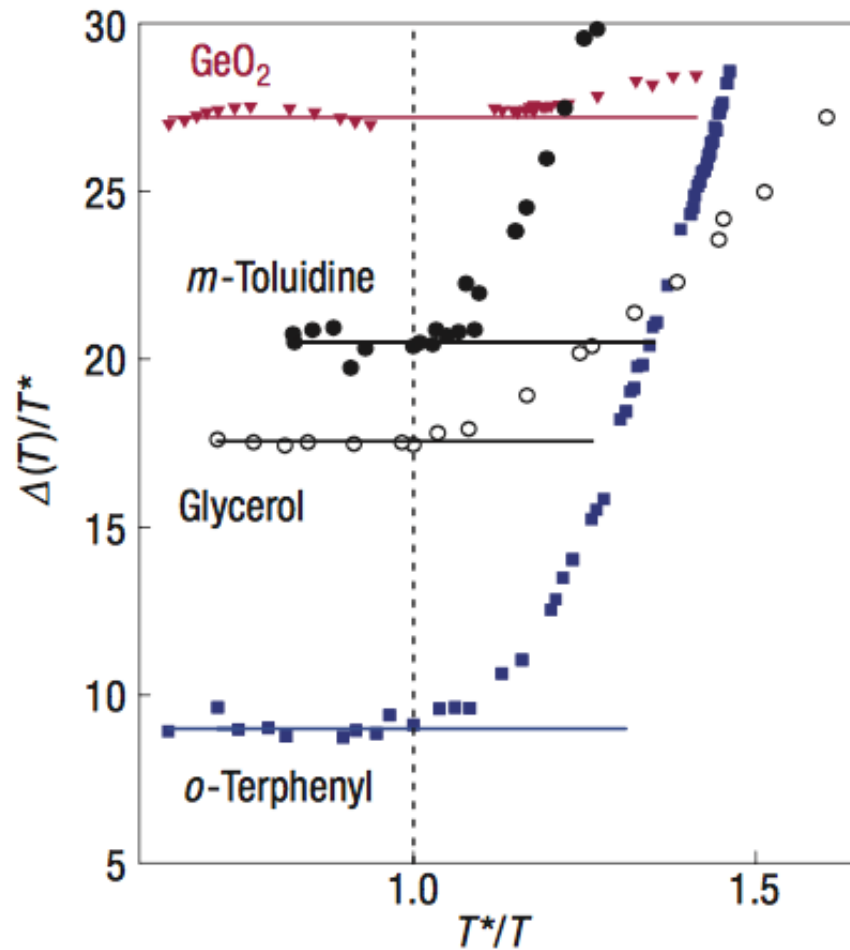 30
GeO2
25
m-Toluidine
20
Glycerol
15
10
o-Terphenyl
5
Δ(T)/T*
1.0
1.5
T*/T